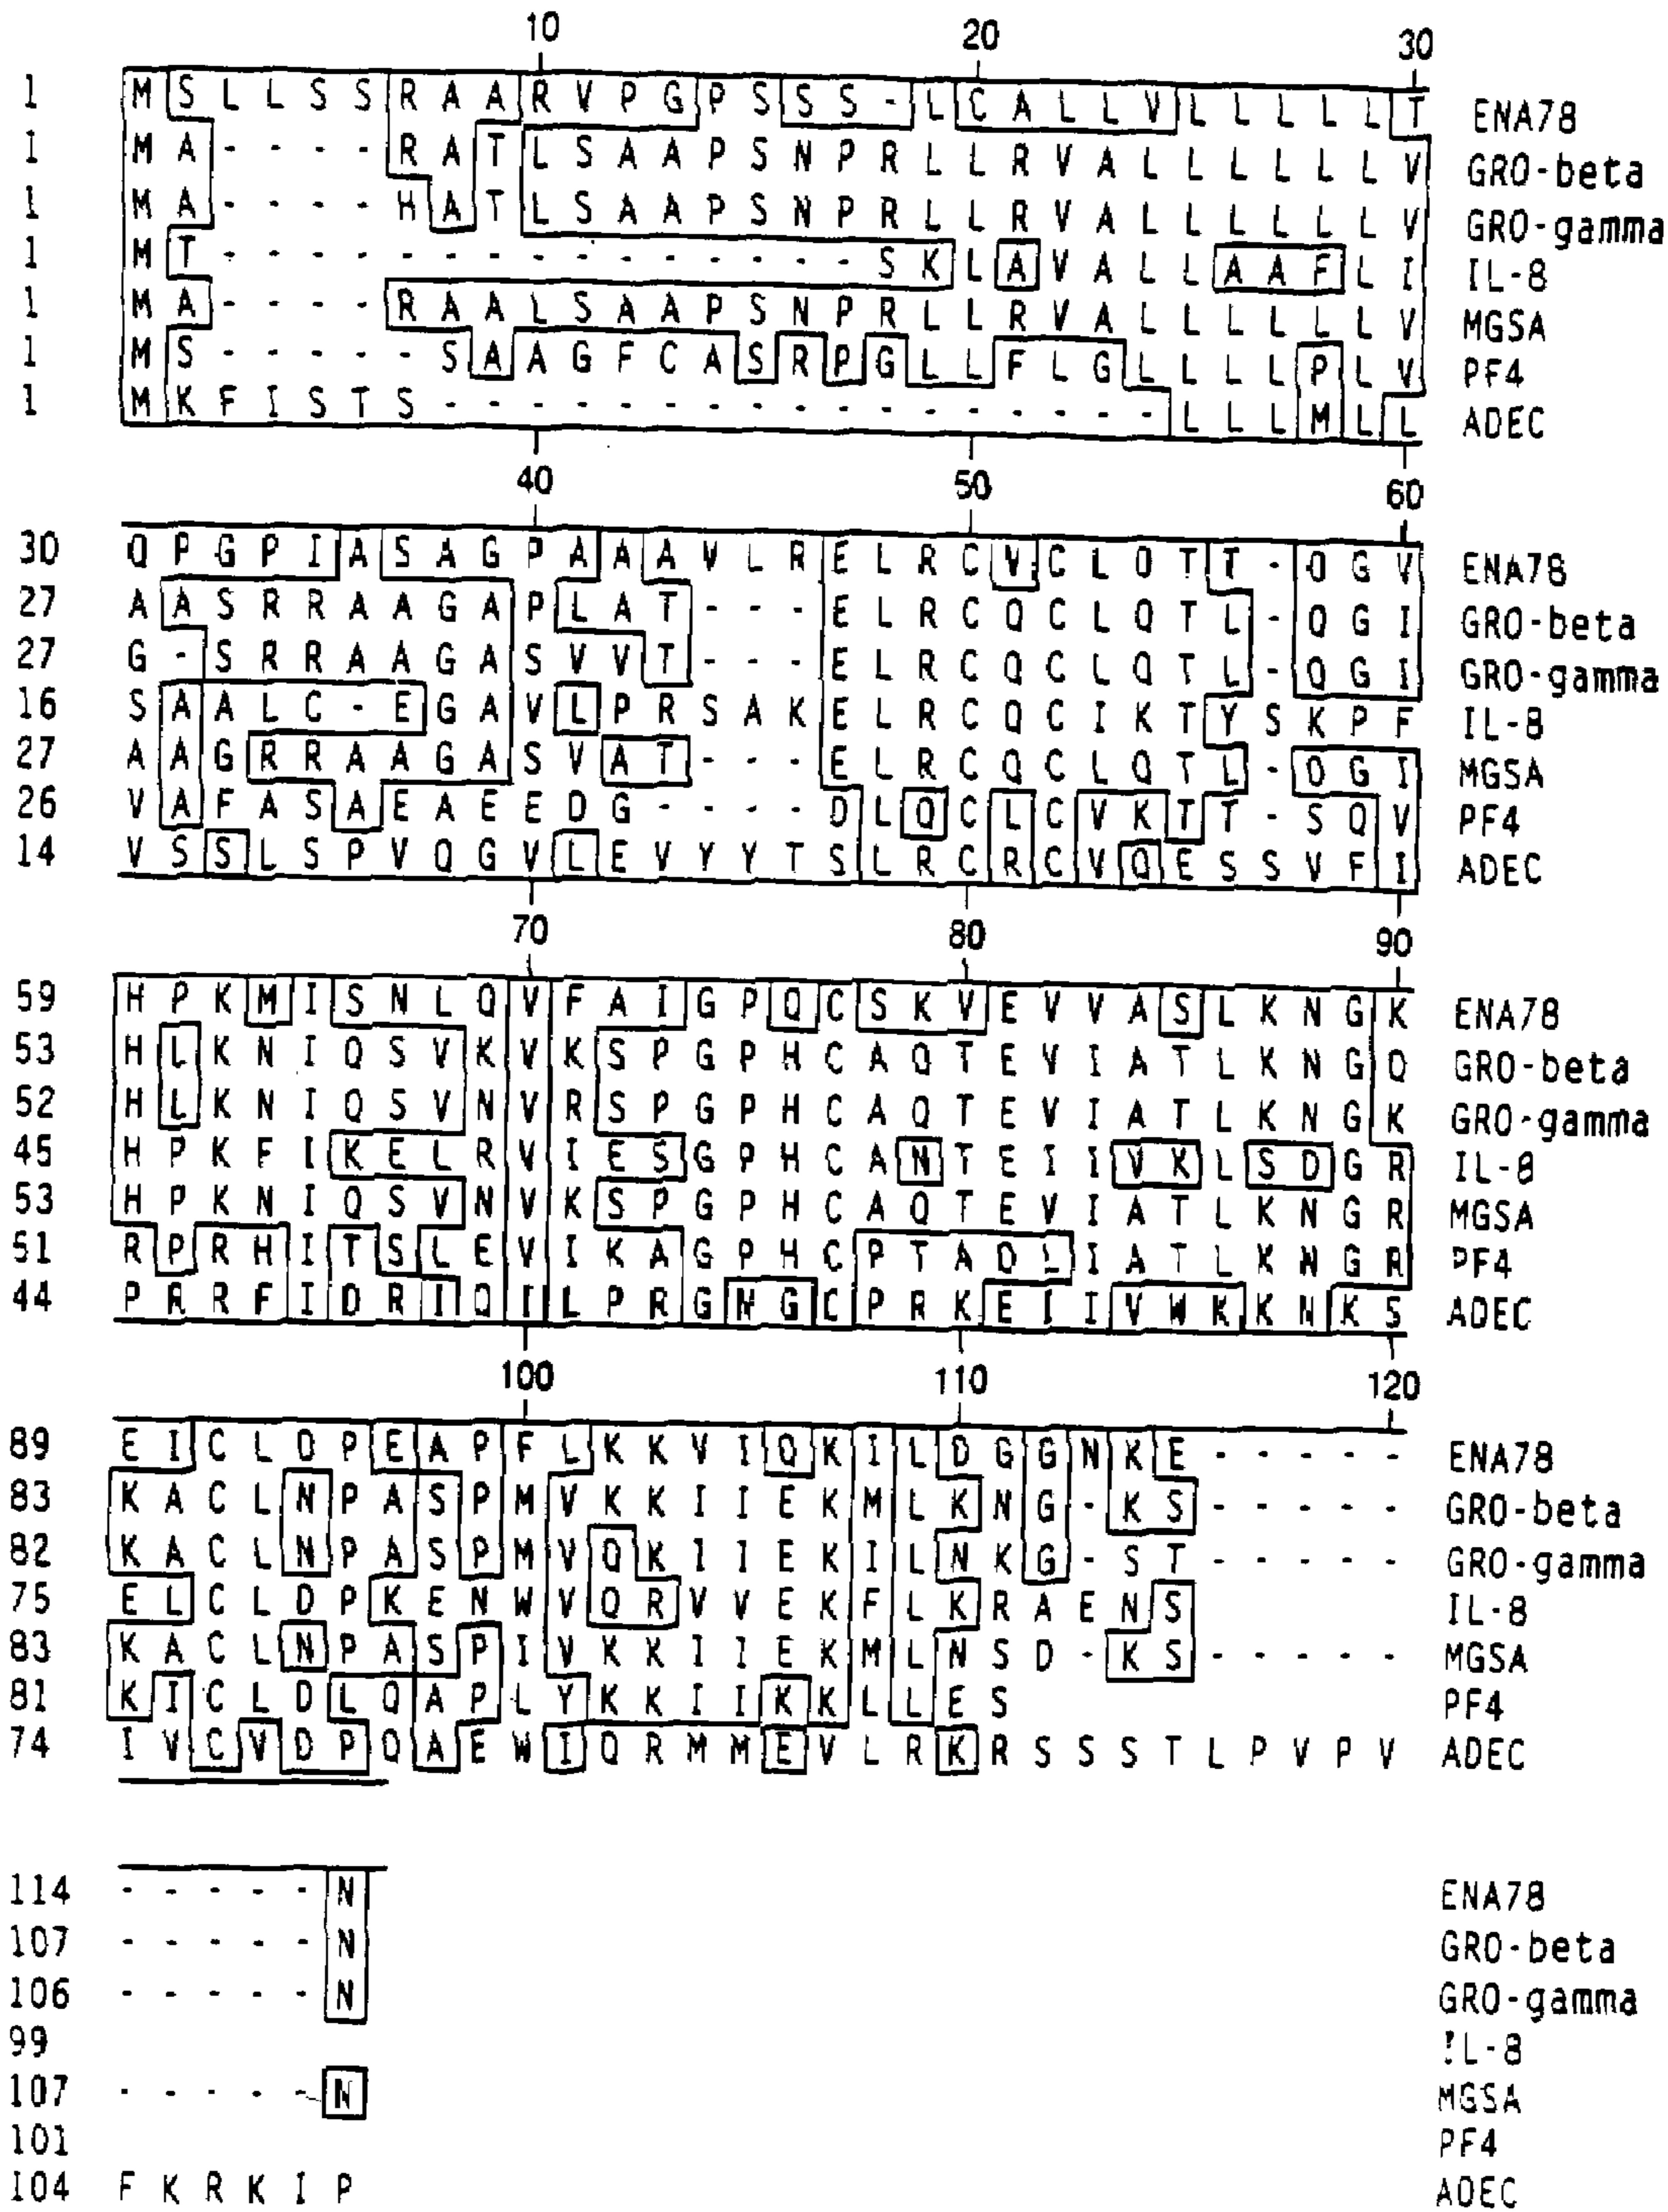 10 20 30
1 M S L L S S R A A R V P G P S S S - L C A L L V L L L L L T ENA78
1 M A - - - - R A T L S A A P S N P R L L R V A L L L L L L V GRO-beta
1 M A - - - - H A T L S A A P S N P R L L R V A L L L L L L V GRO-gamma
1 M T - - - - - - - - - - - - - - - S K L A V A L L A A F L I IL-8
1 M A - - - - R A A L S A A P S N P R L L R V A L L L L L L V MGSA
1 M S - - - - - S A A G F C A S R P G L L F L G L L L L P L V PF4
1 M K F I S T S - - - - - - - - - - - - - - - - - L L L M L L ADEC
40 50 60
30 Q P G P I A S A G P A A A V L R E L R C V C L Q T T - Q G V ENA78
27 A A S R R A A G A P L A T - - - E L R C Q C L Q T L - Q G I GRO-beta
27 G - S R R A A G A S V V T - - - E L R C Q C L Q T L - Q G I GRO-gamma
16 S A A L C - E G A V L P R S A K E L R C Q C I K T Y S K P F IL-8
27 A A G R R A A G A S V A T - - - E L R C Q C L Q T L - Q G I MGSA
26 V A F A S A E A E E D G - - - - D L Q C L C V K T T - S Q V PF4
14 V S S L S P V Q G V L E V Y Y T S L R C R C V Q E S S V F I ADEC
70 80 90
59 H P K M I S N L Q V F A I G P Q C S K V E V V A S L K N G K ENA78
53 H L K N I Q S V K V K S P G P H C A Q T E V I A T L K N G Q GRO-beta
52 H L K N I Q S V N V R S P G P H C A Q T E V I A T L K N G K GRO-gamma
45 H P K F I K E L R V I E S G P H C A N T E I I V K L S D G R IL-8
53 H P K N I Q S V N V K S P G P H C A Q T E V I A T L K N G R MGSA
51 R P R H I T S L E V I K A G P H C P T A Q L I A T L K N G R PF4
44 P R R F I D R I Q I L P R G N G C P R K E I I V W K K N K S ADEC
100 110 120
89 E I C L D P E A P F L K K V I Q K I L D G G N K E - - - - - ENA78
83 K A C L N P A S P M V K K I I E K M L K N G - K S - - - - - GRO-beta
82 K A C L N P A S P M V Q K I I E K I L N K G - S T - - - - - GRO-gamma
75 E L C L D P K E N W V Q R V V E K F L K R A E N S IL-8
83 K A C L N P A S P I V K K I I E K M L N S D - K S - - - - - MGSA
81 K I C L D L Q A P L Y K K I I K K L L E S PF4
74 I V C V D P Q A E W I Q R M M E V L R K R S S S T L P V P V ADEC
114 - - - - - N ENA78
107 - - - - - N GRO-beta
106 - - - - - N GRO-gamma
99 IL-8
107 - - - - - N MGSA
101 PF4
104 F K R K I P ADEC